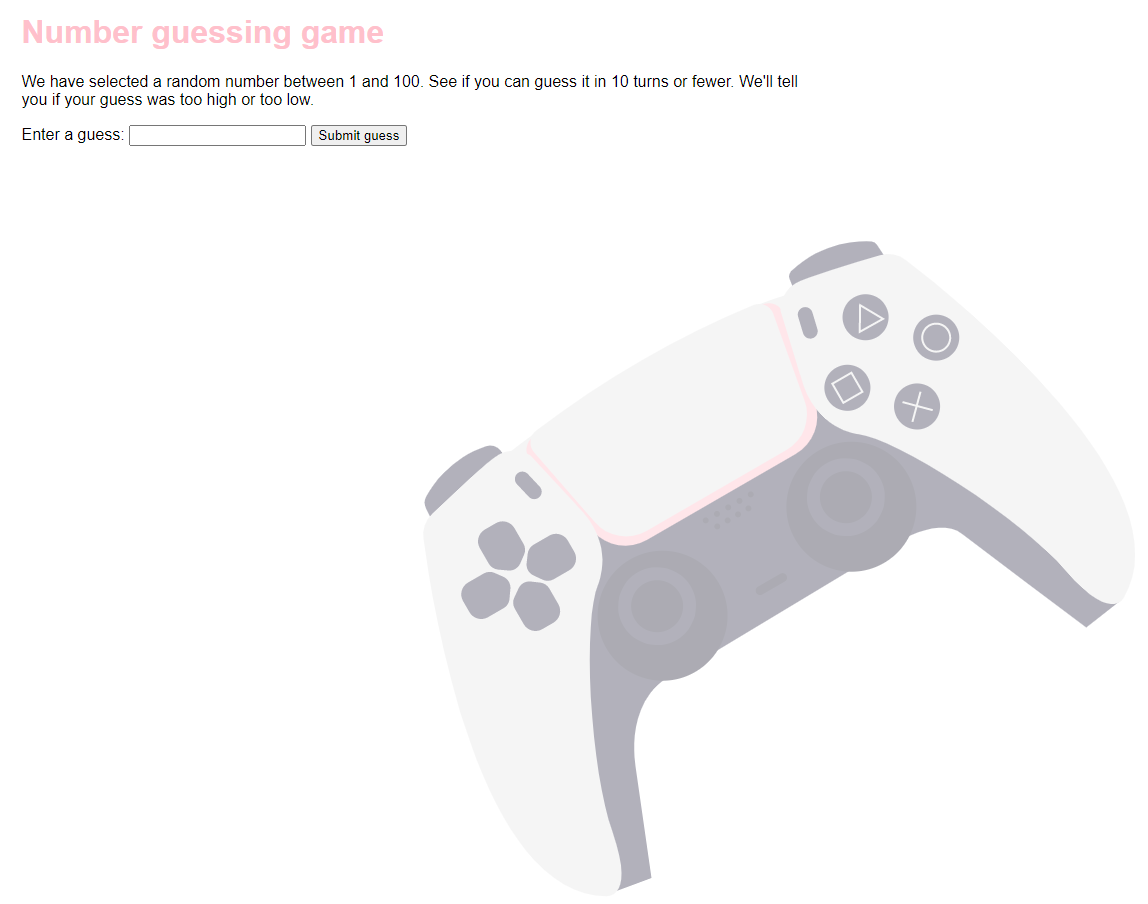 Number guessing game
We have selected a random number between 1 and 100. See if you can guess it in 10 turns or fewer. We'll tell
you if your guess was too high or too low.
Enter a guess: Submit guess